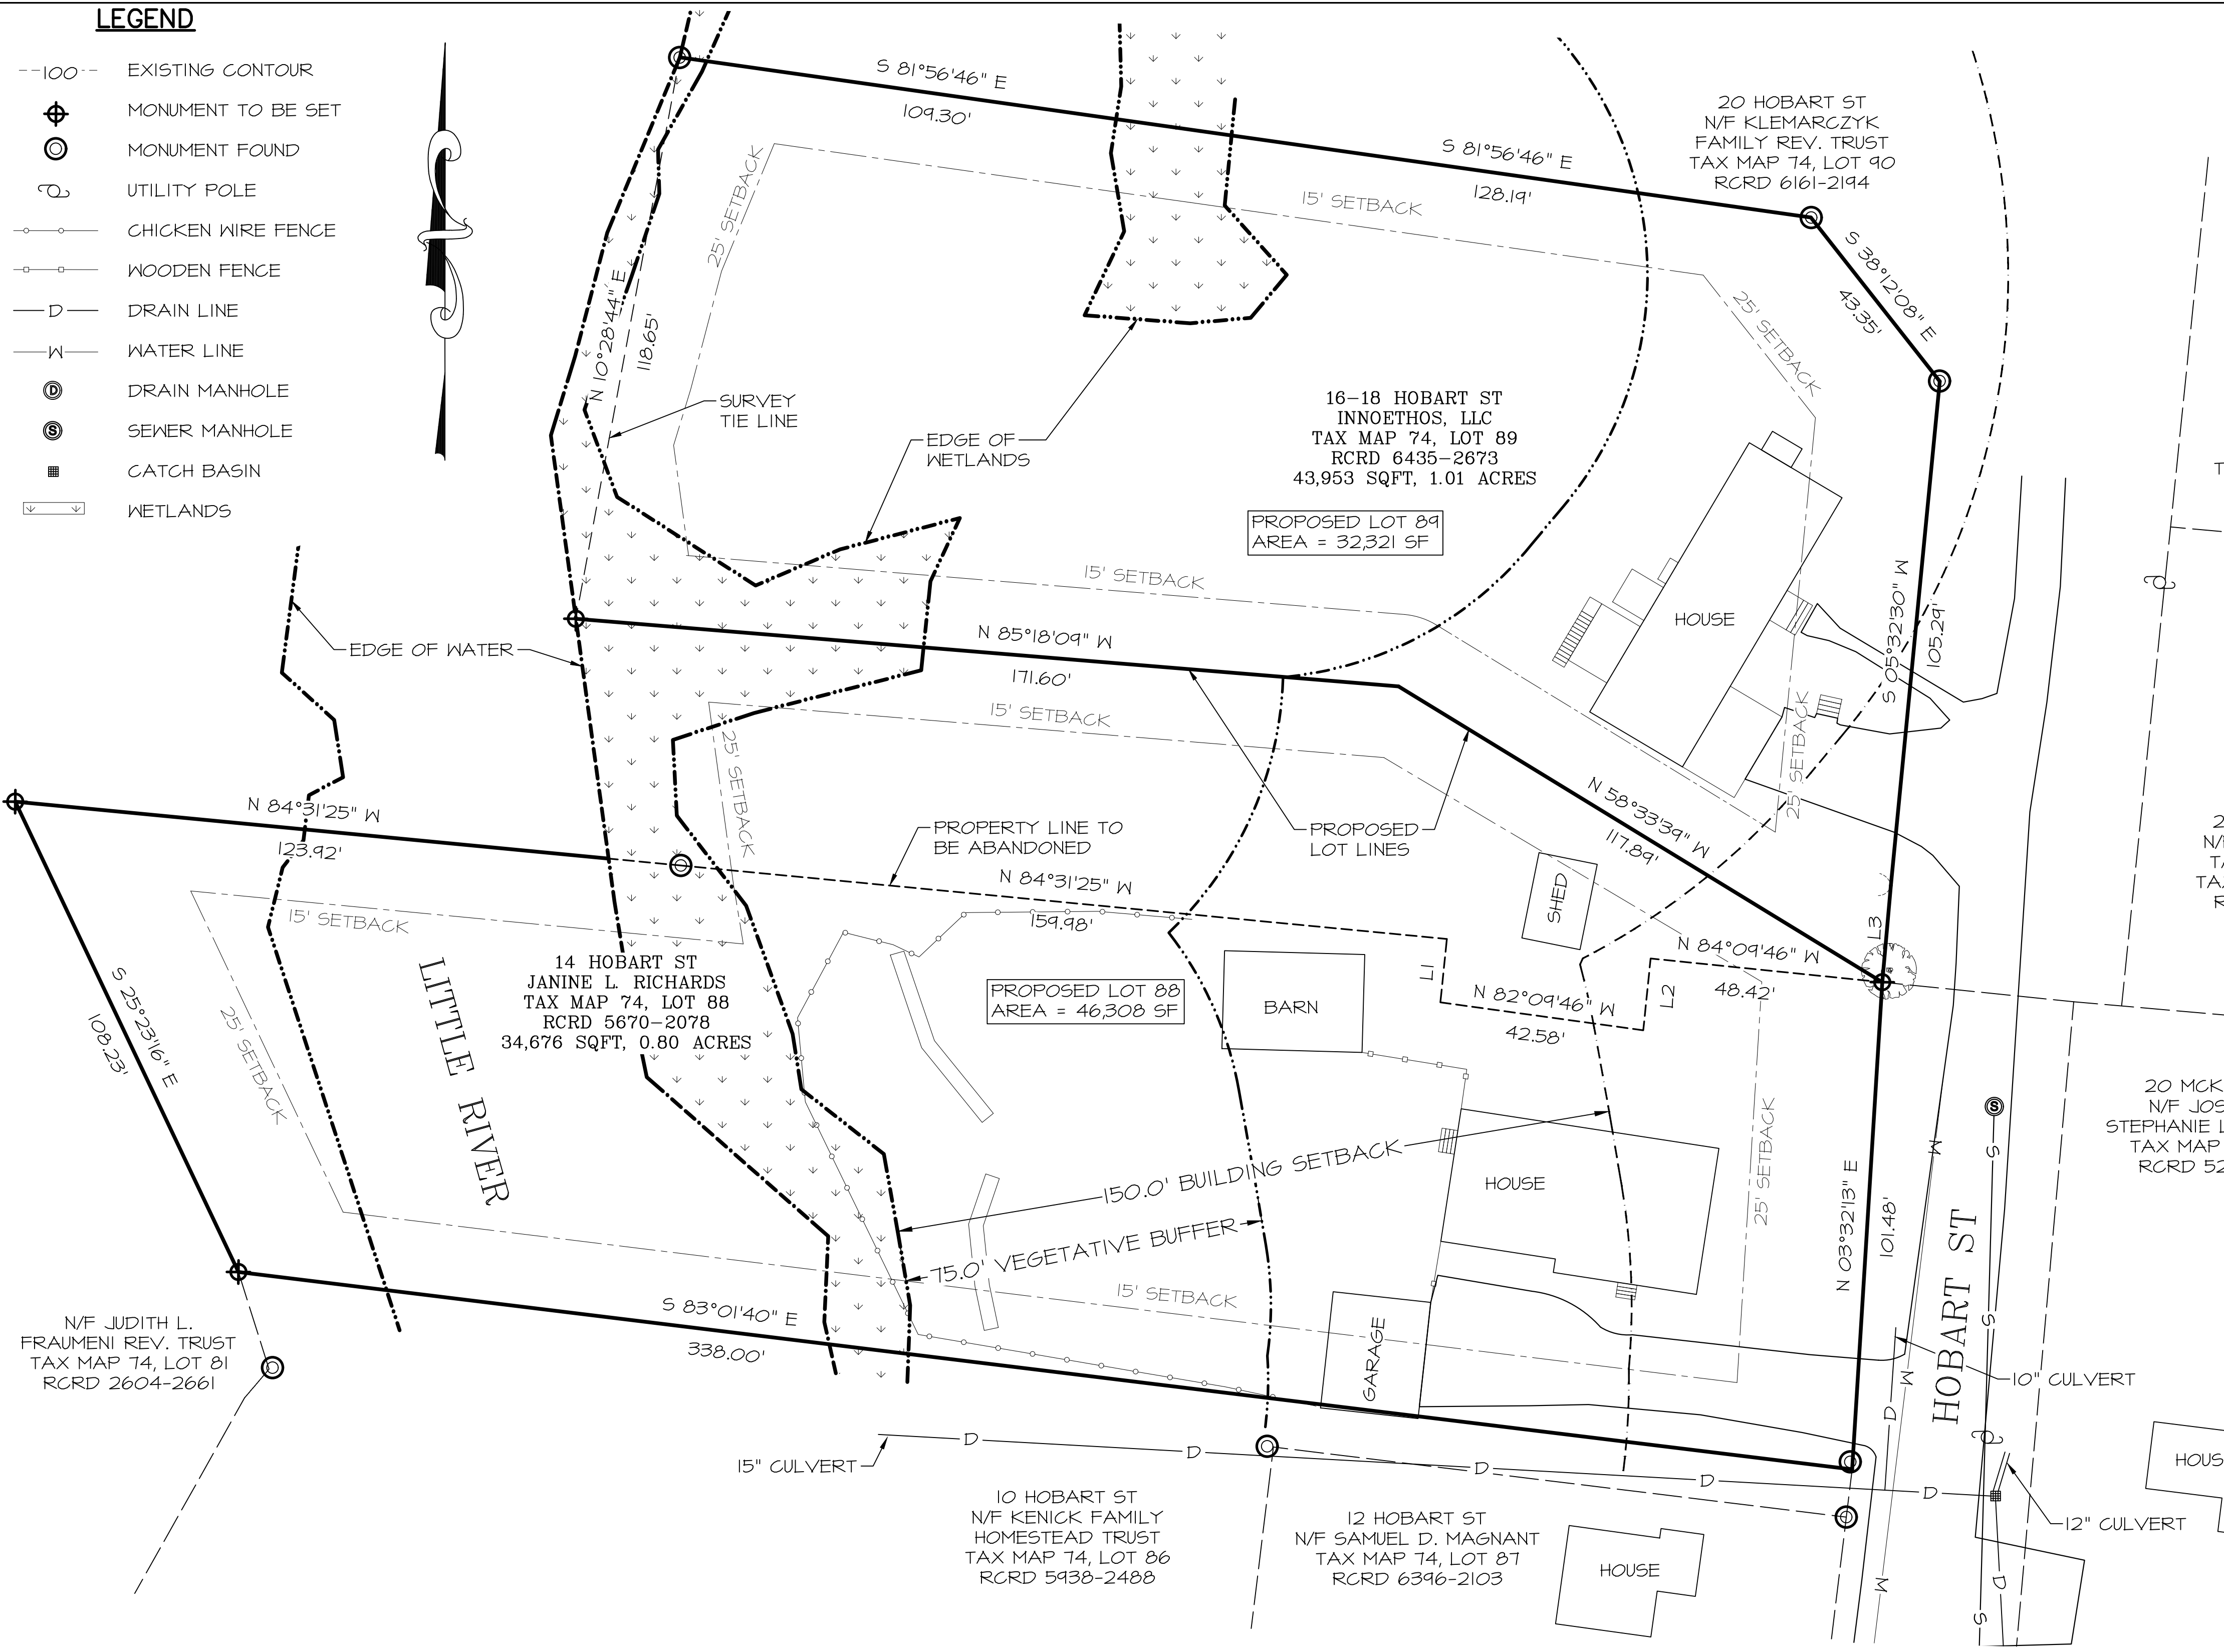 LEGEND
100
EXISTING CONTOUR
MONUMENT TO BE SET
MONUMENT FOUND
UTILITY POLE
CHICKEN WIRE FENCE
WOODEN FENCE
D
DRAIN LINE
W
WATER LINE
D
DRAIN MANHOLE
S
SEWER MANHOLE
CATCH BASIN
WETLANDS
S 81°56'46" E
109.30'
S 81°56'46" E
128.19'
20 HOBART ST
N/F KLEMARCZYK
FAMILY REV. TRUST
TAX MAP 74, LOT 90
RCRD 6161-2194
S 38°12'08" E
43.35'
25' SETBACK
15' SETBACK
25' SETBACK
N 10°28'44" E
118.65'
SURVEY
TIE LINE
EDGE OF
WETLANDS
16-18 HOBART ST
INNOETHOS, LLC
TAX MAP 74, LOT 89
RCRD 6435-2673
43,953 SQFT, 1.01 ACRES
PROPOSED LOT 89
AREA = 32,321 SF
15' SETBACK
HOUSE
S 05°32'30" W
105.29'
25' SETBACK
EDGE OF WATER
N 85°18'09" W
171.60'
15' SETBACK
25' SETBACK
N 84°31'25" W
123.92'
PROPERTY LINE TO
BE ABANDONED
PROPOSED
LOT LINES
N 58°33'39" W
117.89'
N 84°31'25" W
159.98'
SHED
L3
N 84°09'46" W
48.42'
L1
L2
N 82°09'46" W
42.58'
15' SETBACK
LITTLE RIVER
14 HOBART ST
JANINE L. RICHARDS
TAX MAP 74, LOT 88
RCRD 5670-2078
34,676 SQFT, 0.80 ACRES
PROPOSED LOT 88
AREA = 46,308 SF
BARN
S 25°23'16" E
108.23'
25' SETBACK
150.0' BUILDING SETBACK
75.0' VEGETATIVE BUFFER
HOUSE
25' SETBACK
N 03°32'13" E
101.48'
HOBART ST
S
W
S
S
20 MCK
N/F JOS
STEPHANIE L
TAX MAP
RCRD 52
T
2
N/
TA
TAX
R
N/F JUDITH L.
FRAUMENI REV. TRUST
TAX MAP 74, LOT 81
RCRD 2604-2661
S 83°01'40" E
338.00'
15' SETBACK
GARAGE
10" CULVERT
W
D
15" CULVERT
D
D
D
D
D
HOUS
12" CULVERT
10 HOBART ST
N/F KENICK FAMILY
HOMESTEAD TRUST
TAX MAP 74, LOT 86
RCRD 5938-2488
12 HOBART ST
N/F SAMUEL D. MAGNANT
TAX MAP 74, LOT 87
RCRD 6396-2103
HOUSE
W
D
S